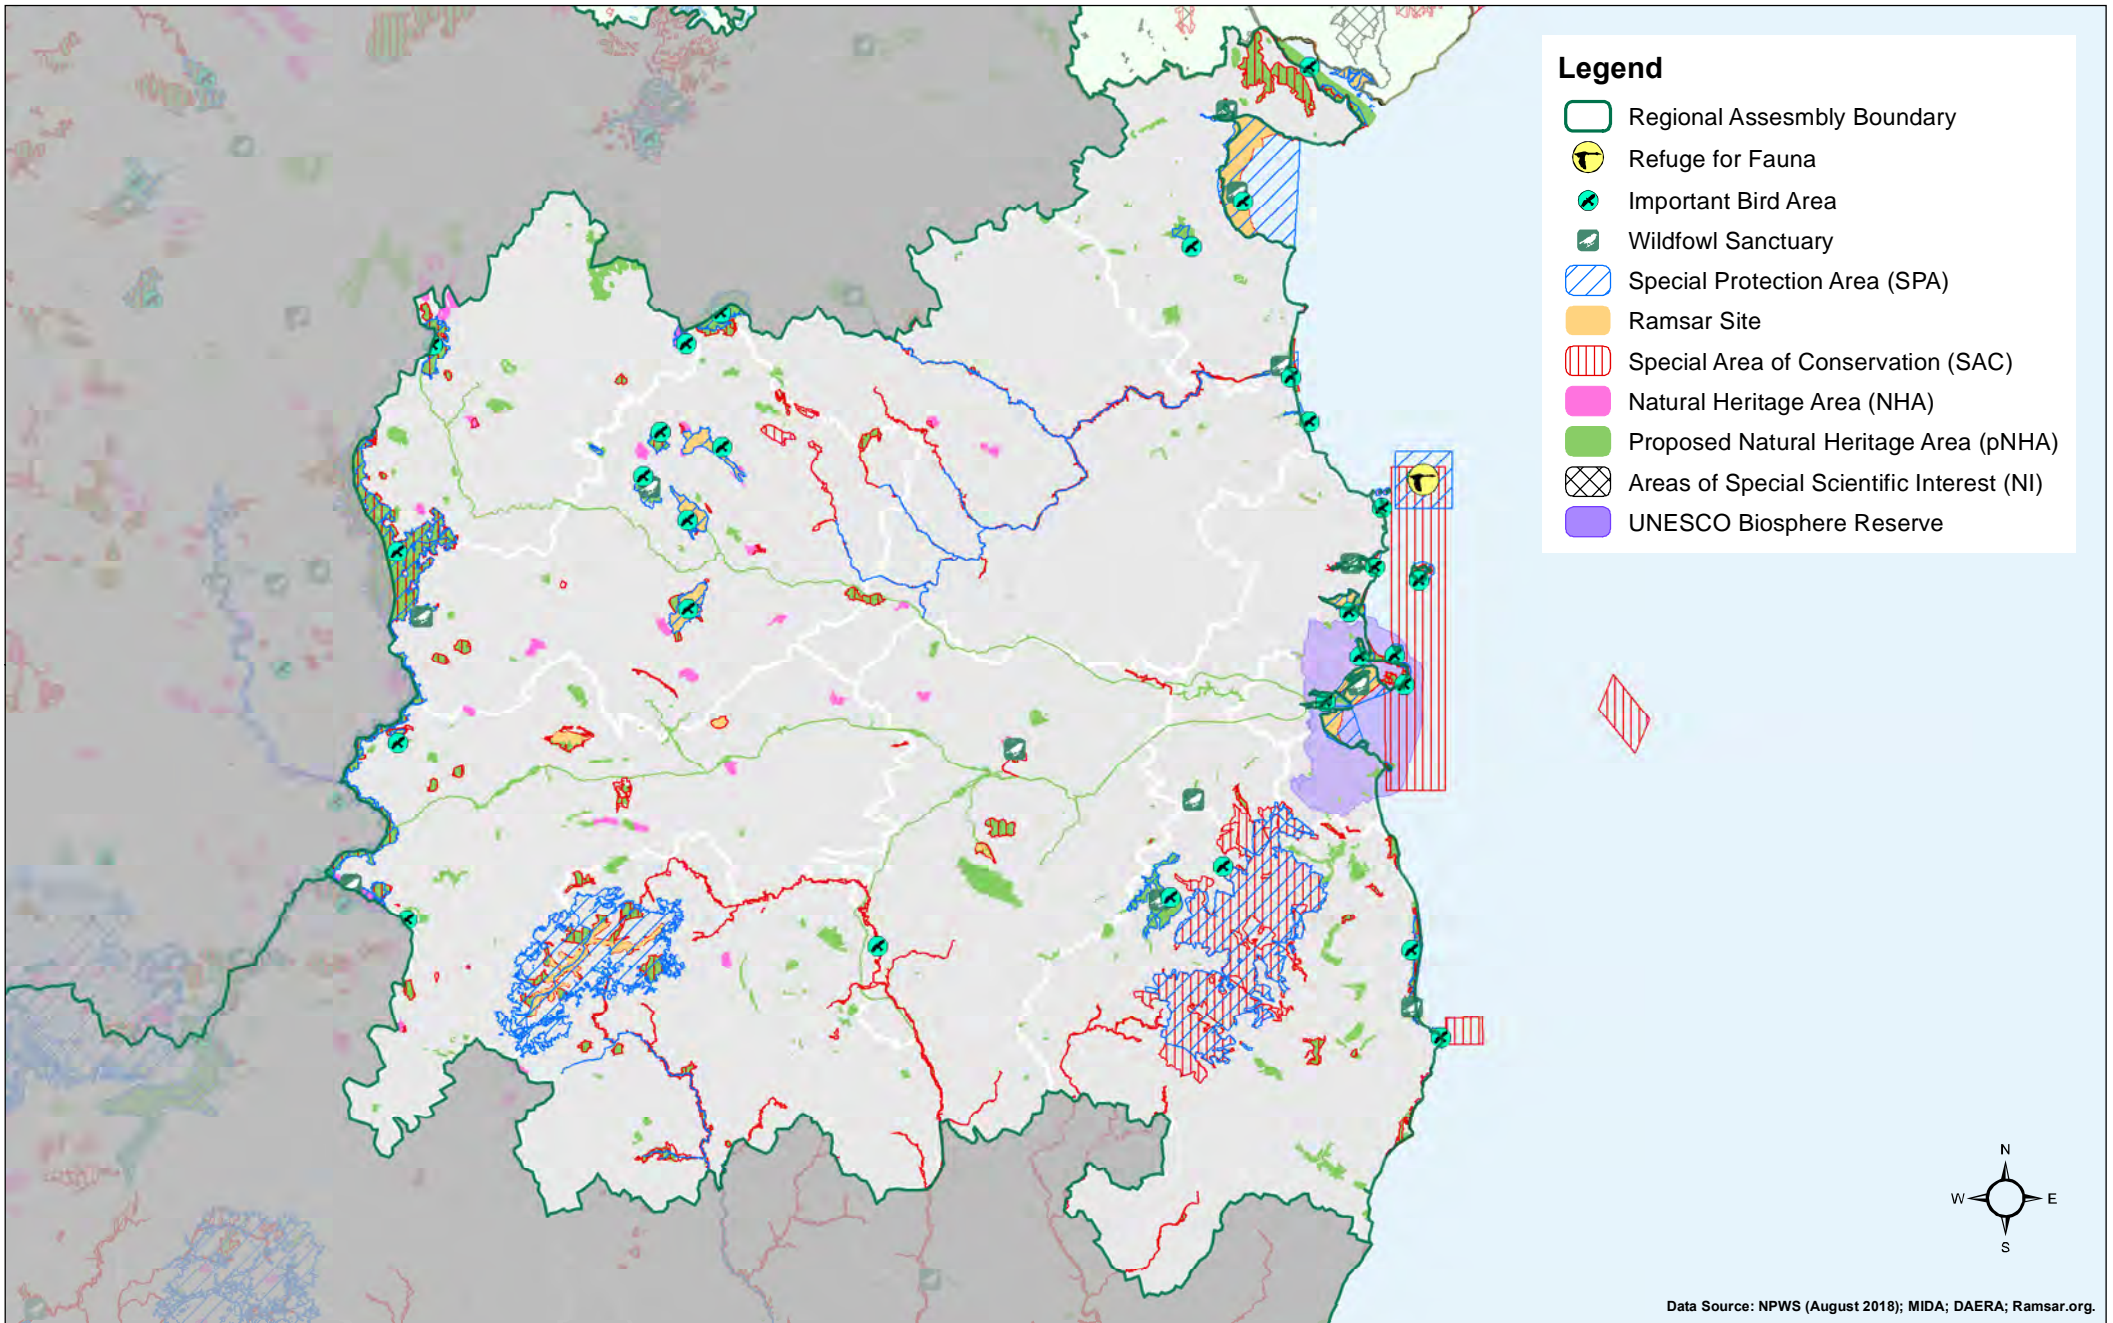 Legend
Regional Assesmbly Boundary
Refuge for Fauna
Important Bird Area
Wildfowl Sanctuary
Special Protection Area (SPA)
Ramsar Site
Special Area of Conservation (SAC)
Natural Heritage Area (NHA)
Proposed Natural Heritage Area (pNHA)
Areas of Special Scientific Interest (NI)
UNESCO Biosphere Reserve
N
W E
S
Data Source: NPWS (August 2018); MIDA; DAERA; Ramsar.org.